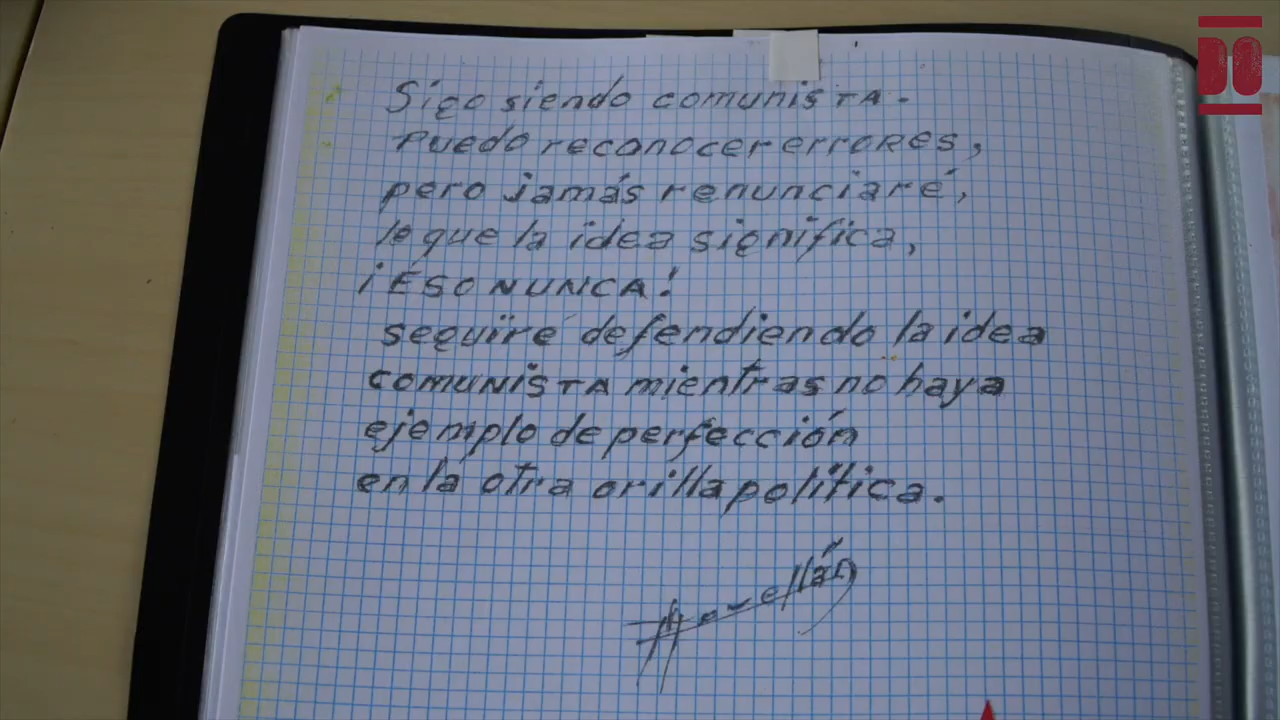 DO
Sigo siendo comunista.
Puedo reconocer errores,
pero jamás renunciaré,
lo que la idea significa,
¡ESO NUNCA!
seguiré defendiendo la idea
comunista mientras no haya
ejemplo de perfección
en la otra orilla política.